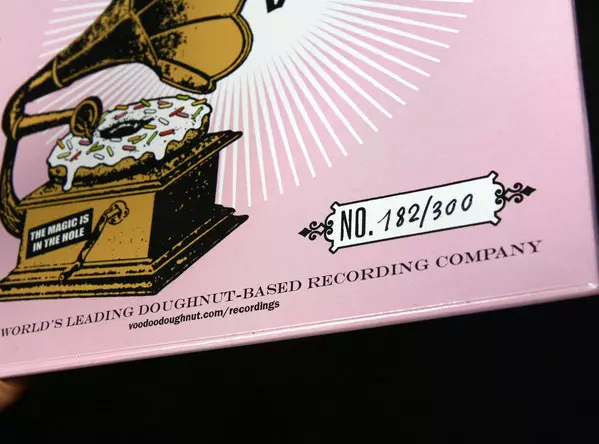 THE MAGIC IS
IN THE HOLE
NO. 182/300
WORLD'S LEADING DOUGHNUT-BASED RECORDING COMPANY
voodoodoughnut.com/recordings